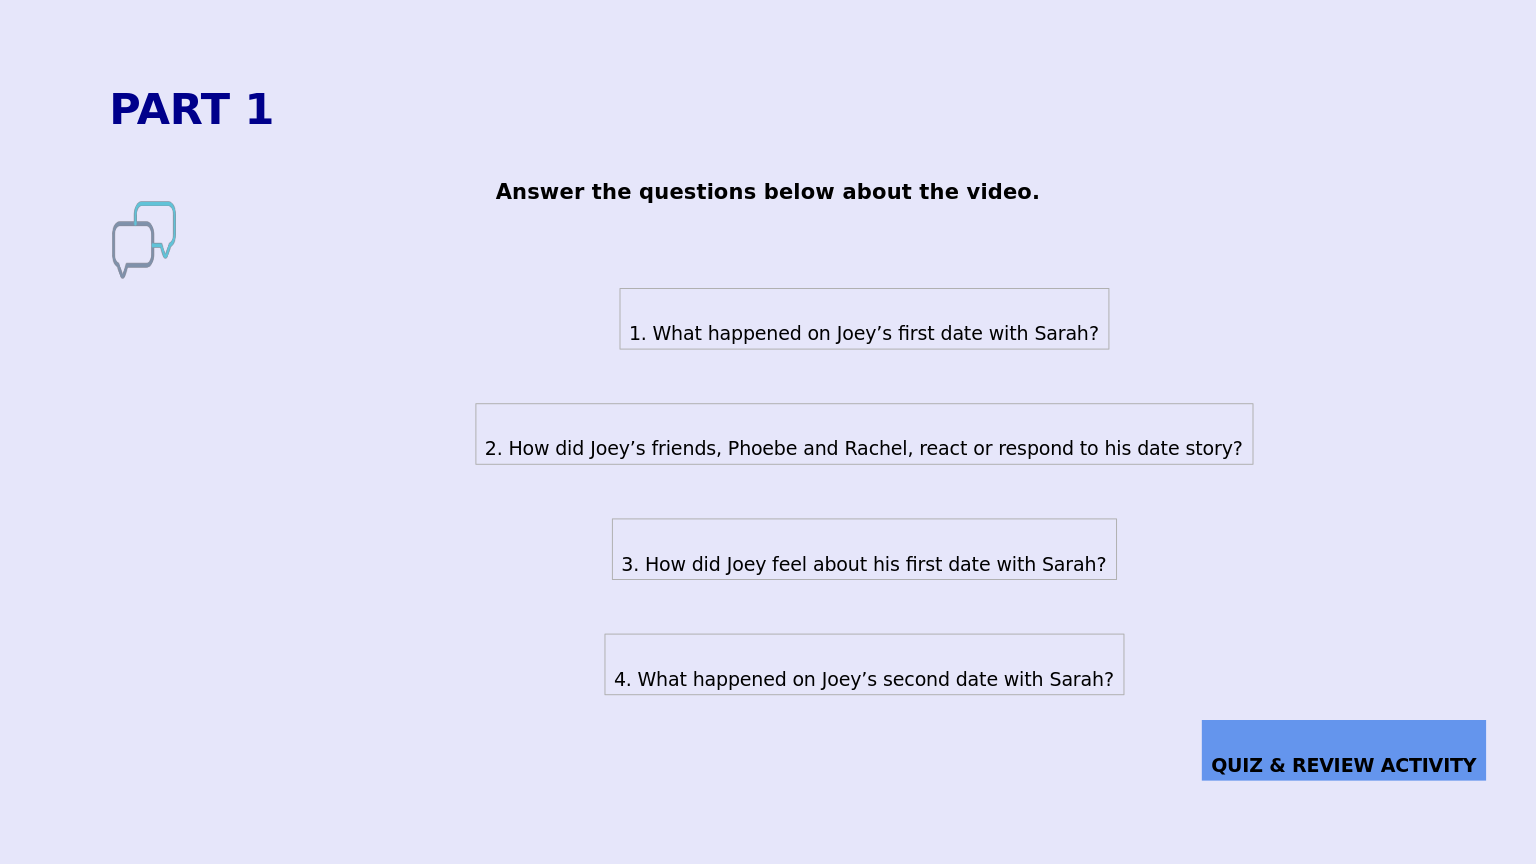 PART 1
Answer the questions below about the video.
1. What happened on Joey’s first date with Sarah?
2. How did Joey’s friends, Phoebe and Rachel, react or respond to his date story?
3. How did Joey feel about his first date with Sarah?
4. What happened on Joey’s second date with Sarah?
QUIZ & REVIEW ACTIVITY